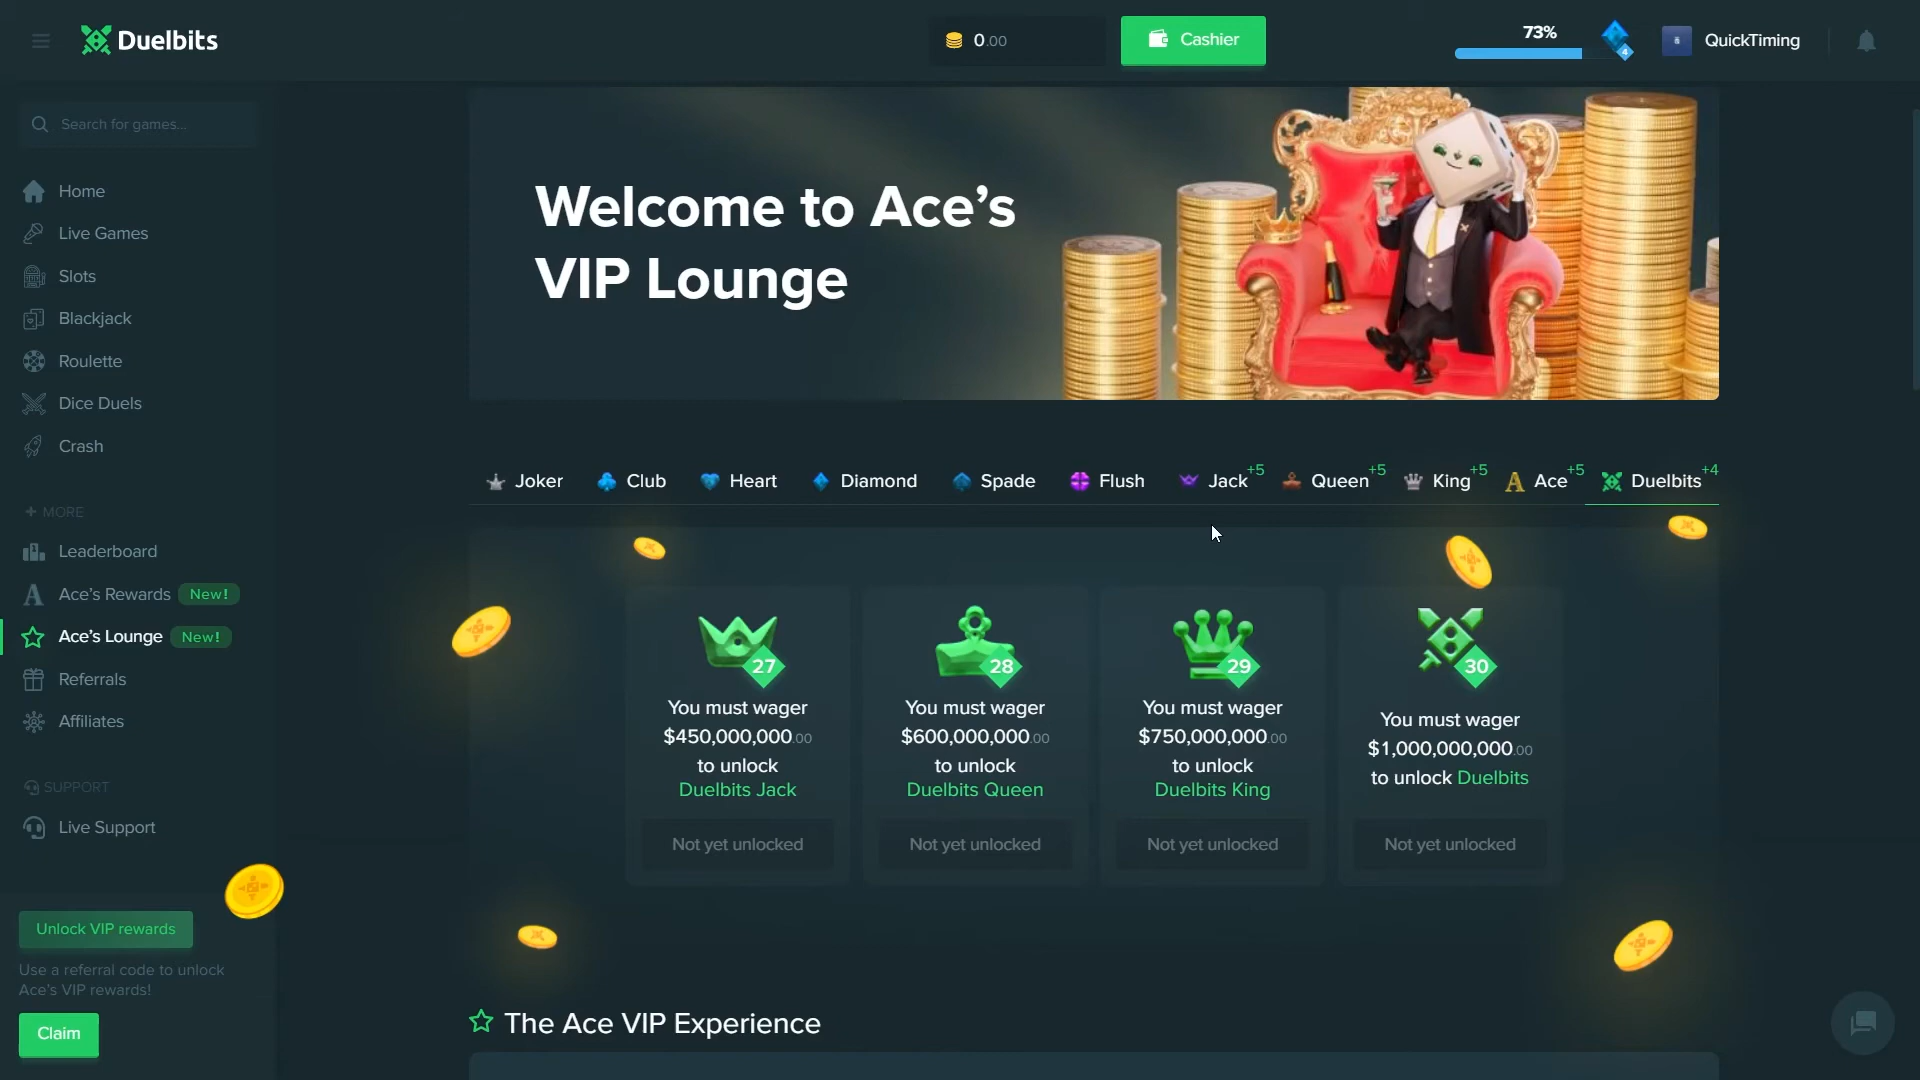 Duelbits
0.00
Cashier
73%
4
QuickTiming
Search for games...
Home
Live Games
Slots
Blackjack
Roulette
Dice Duels
Crash
+ MORE
Leaderboard
Ace's Rewards New!
Ace's Lounge New!
Referrals
Affiliates
SUPPORT
Live Support
Unlock VIP rewards
Use a referral code to unlock
Ace's VIP rewards!
Claim
Welcome to Ace's
VIP Lounge
Joker Club Heart Diamond Spade Flush Jack+5 Queen+5 King+5 Ace+5 Duelbits+4
27
You must wager
$450,000,000.00
to unlock
Duelbits Jack
Not yet unlocked
28
You must wager
$600,000,000.00
to unlock
Duelbits Queen
Not yet unlocked
29
You must wager
$750,000,000.00
to unlock
Duelbits King
Not yet unlocked
30
You must wager
$1,000,000,000.00
to unlock Duelbits
Not yet unlocked
The Ace VIP Experience